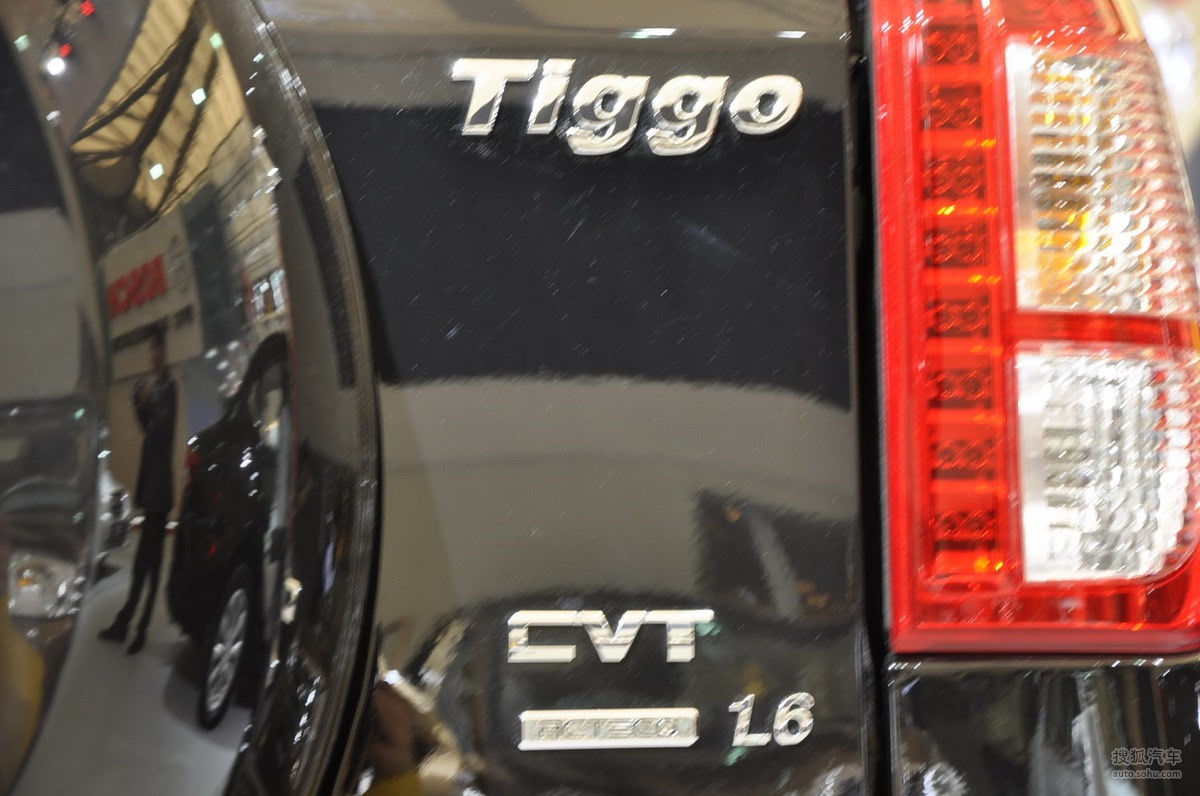 Tiggo
CVT
ACTECO 1.6
搜狐汽车
auto.sohu.com